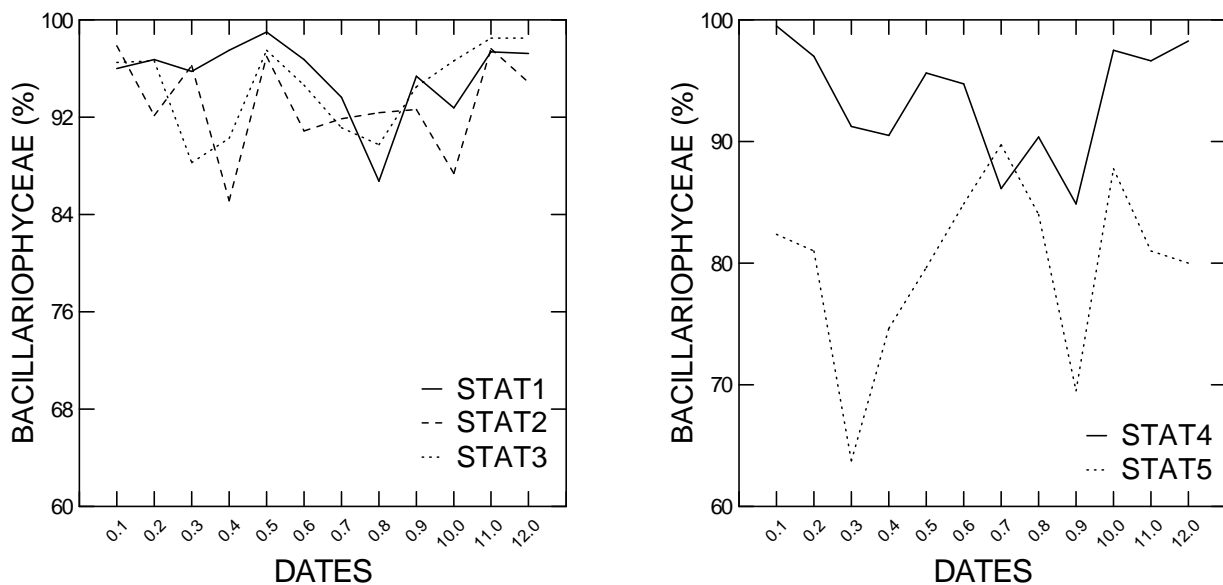 BACILLARIOPHYCEAE (%)
100
92
84
76
68
60
STAT1
STAT2
STAT3
0.1 0.2 0.3 0.4 0.5 0.6 0.7 0.8 0.9 10.0 11.0 12.0
DATES
BACILLARIOPHYCEAE (%)
100
90
80
70
60
STAT4
STAT5
0.1 0.2 0.3 0.4 0.5 0.6 0.7 0.8 0.9 10.0 11.0 12.0
DATES